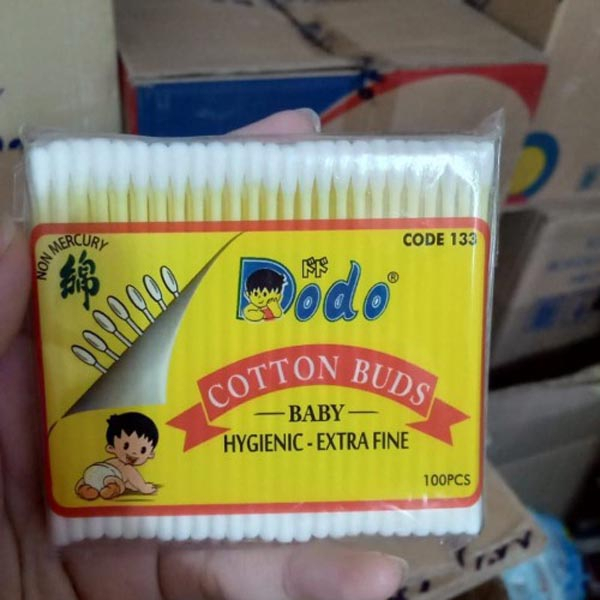 NON MERCURY
綿
CODE 133
ドド
Dodo®
COTTON BUDS
BABY
HYGIENIC - EXTRA FINE
100PCS